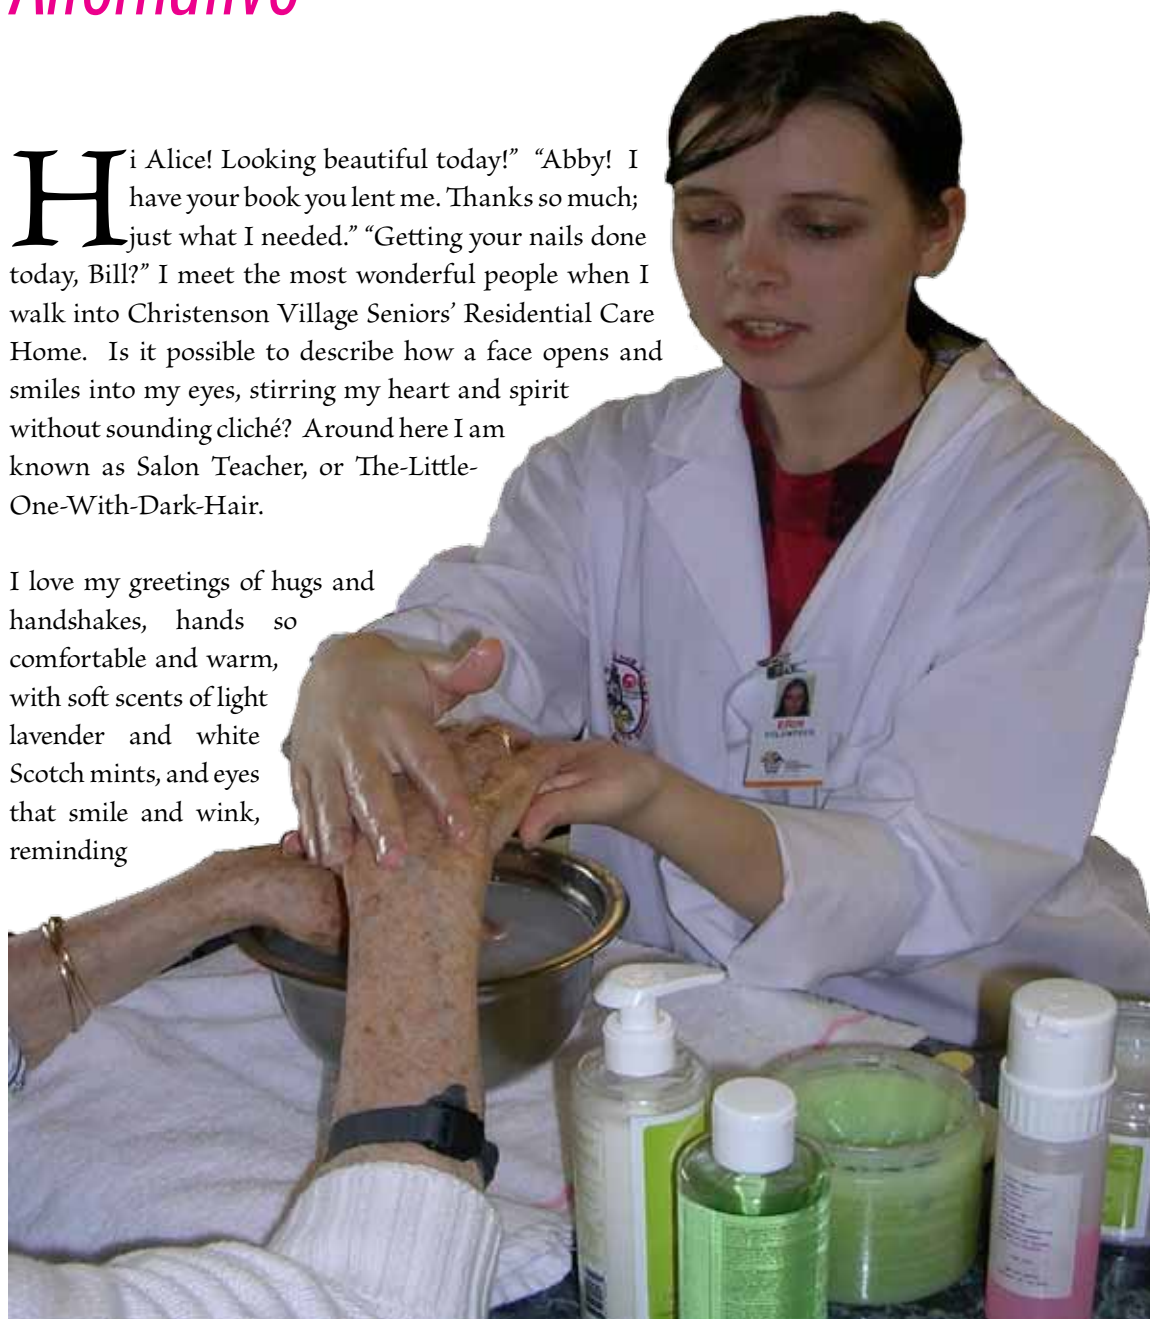 Hi Alice! Looking beautiful today!” “Abby! I
have your book you lent me. Thanks so much;
just what I needed.” “Getting your nails done
today, Bill?” I meet the most wonderful people when I
walk into Christenson Village Seniors’ Residential Care
Home. Is it possible to describe how a face opens and
smiles into my eyes, stirring my heart and spirit
without sounding cliché? Around here I am
known as Salon Teacher, or The-Little-
One-With-Dark-Hair.
I love my greetings of hugs and
handshakes, hands so
comfortable and warm,
with soft scents of light
lavender and white
Scotch mints, and eyes
that smile and wink,
reminding
ERIN
VOLUNTEER